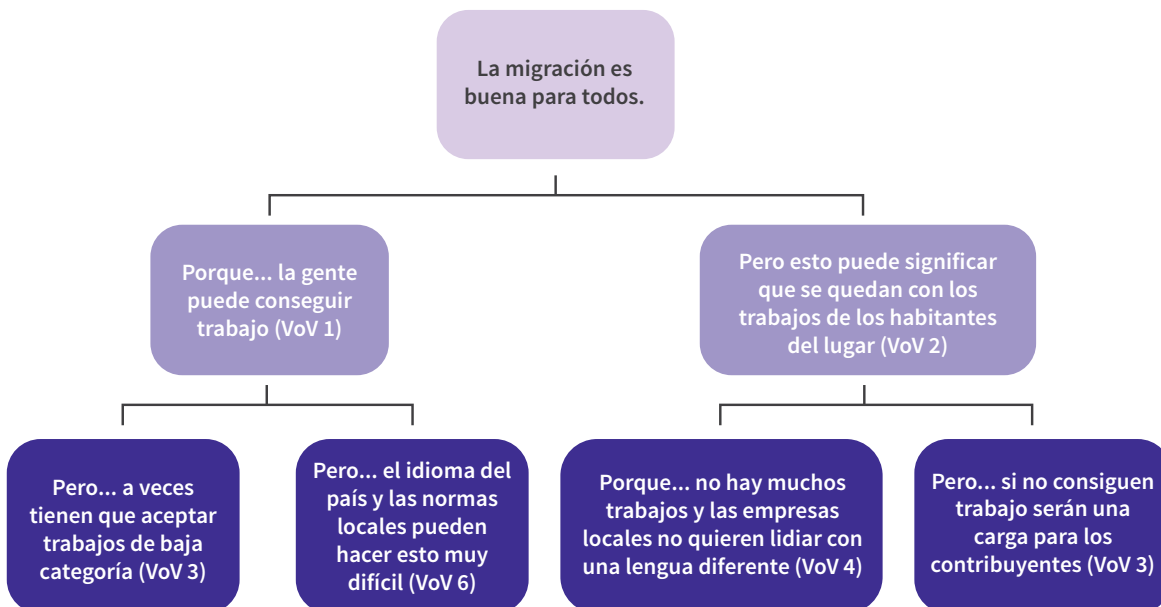 La migración es
buena para todos.
Porque... la gente
puede conseguir
trabajo (VoV 1)
Pero esto puede significar
que se quedan con los
trabajos de los habitantes
del lugar (VoV 2)
Pero... a veces
tienen que aceptar
trabajos de baja
categoría (VoV 3)
Pero... el idioma del
país y las normas
locales pueden
hacer esto muy
difícil (VoV 6)
Porque... no hay muchos
trabajos y las empresas
locales no quieren lidiar con
una lengua diferente (VoV 4)
Pero... si no consiguen
trabajo serán una
carga para los
contribuyentes (VoV 3)